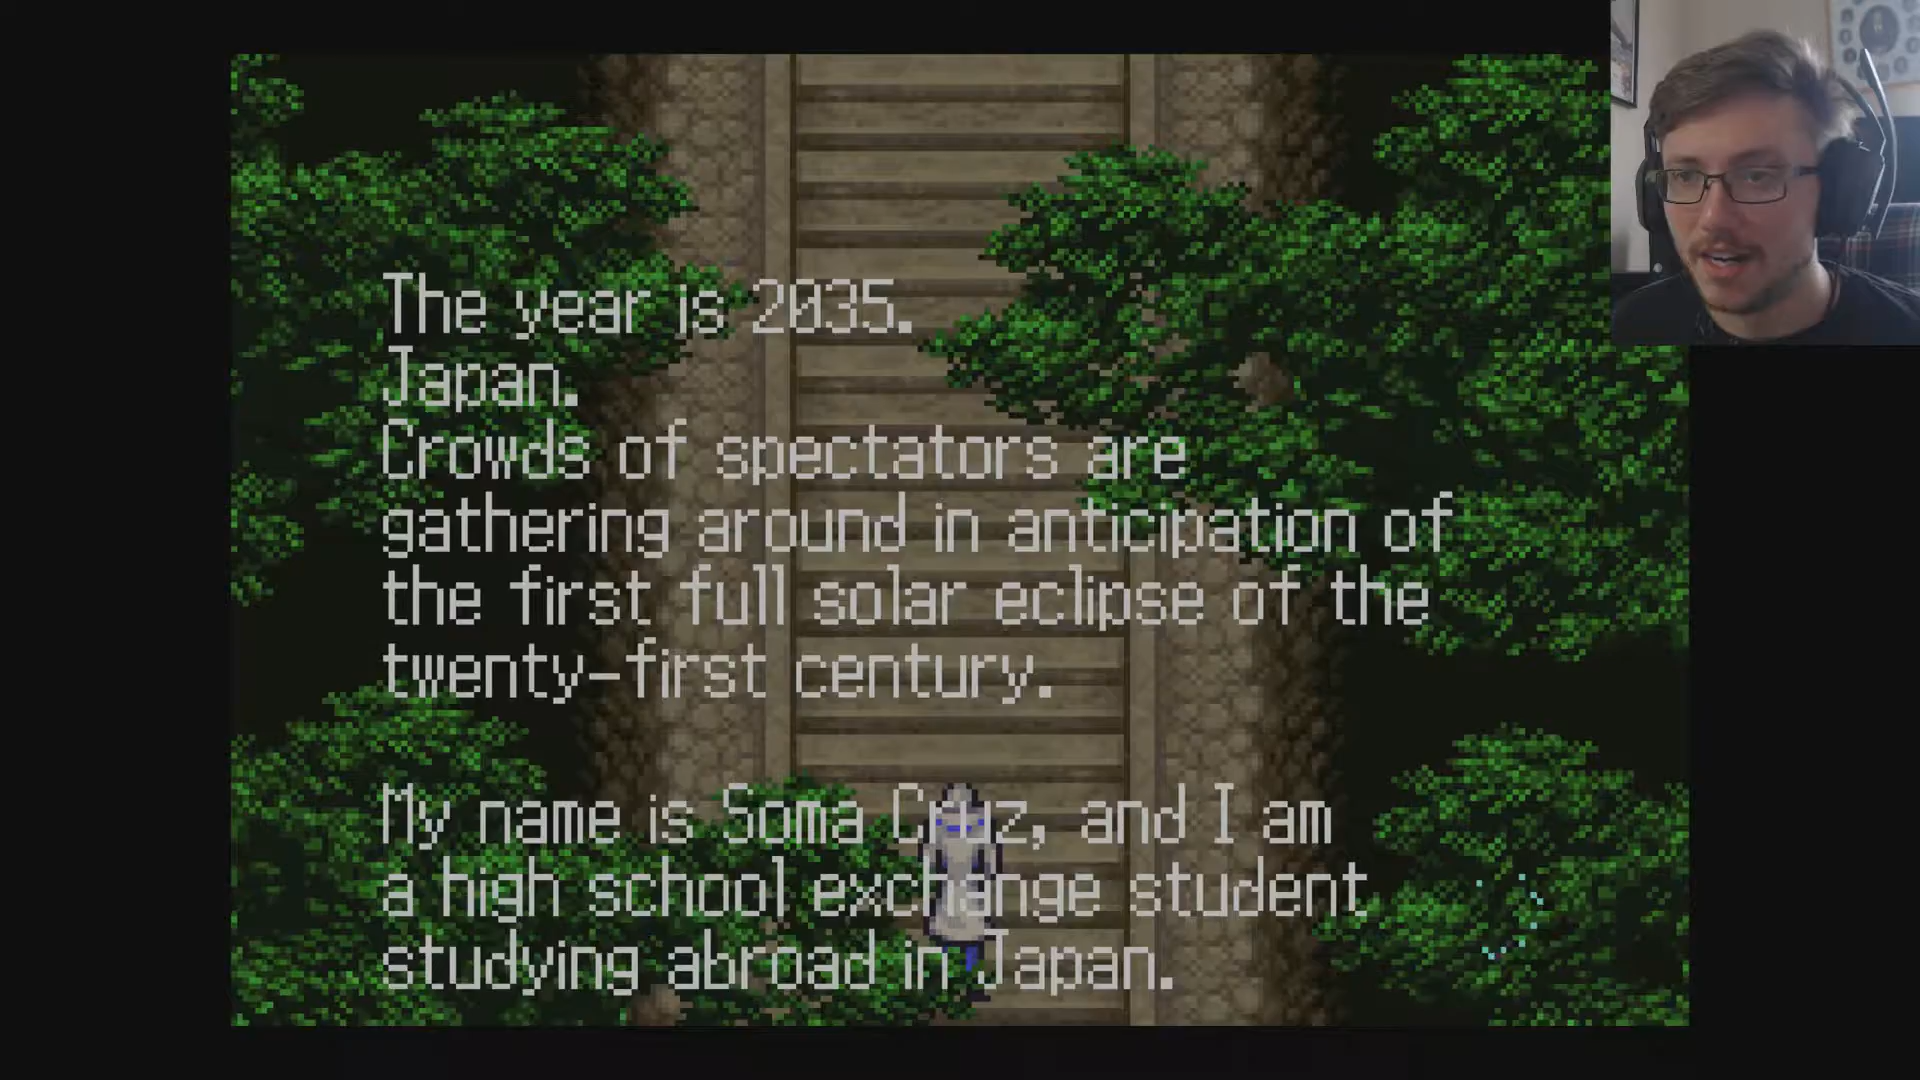 The year is 2035.
Japan.
Crowds of spectators are
gathering around in anticipation of
the first full solar eclipse of the
twenty-first century.
My name is Soma Cruz, and I am
a high school exchange student
studying abroad in Japan.